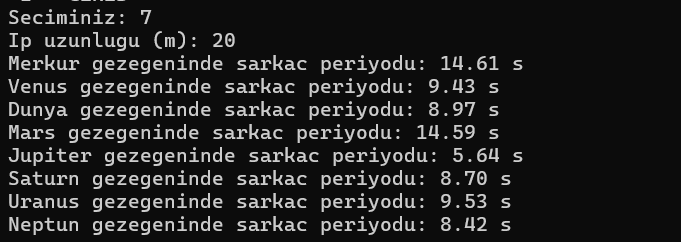 Seciminiz: 7
Ip uzunlugu (m): 20
Merkur gezegeninde sarkac periyodu: 14.61 s
Venus gezegeninde sarkac periyodu: 9.43 s
Dunya gezegeninde sarkac periyodu: 8.97 s
Mars gezegeninde sarkac periyodu: 14.59 s
Jupiter gezegeninde sarkac periyodu: 5.64 s
Saturn gezegeninde sarkac periyodu: 8.70 s
Uranus gezegeninde sarkac periyodu: 9.53 s
Neptun gezegeninde sarkac periyodu: 8.42 s